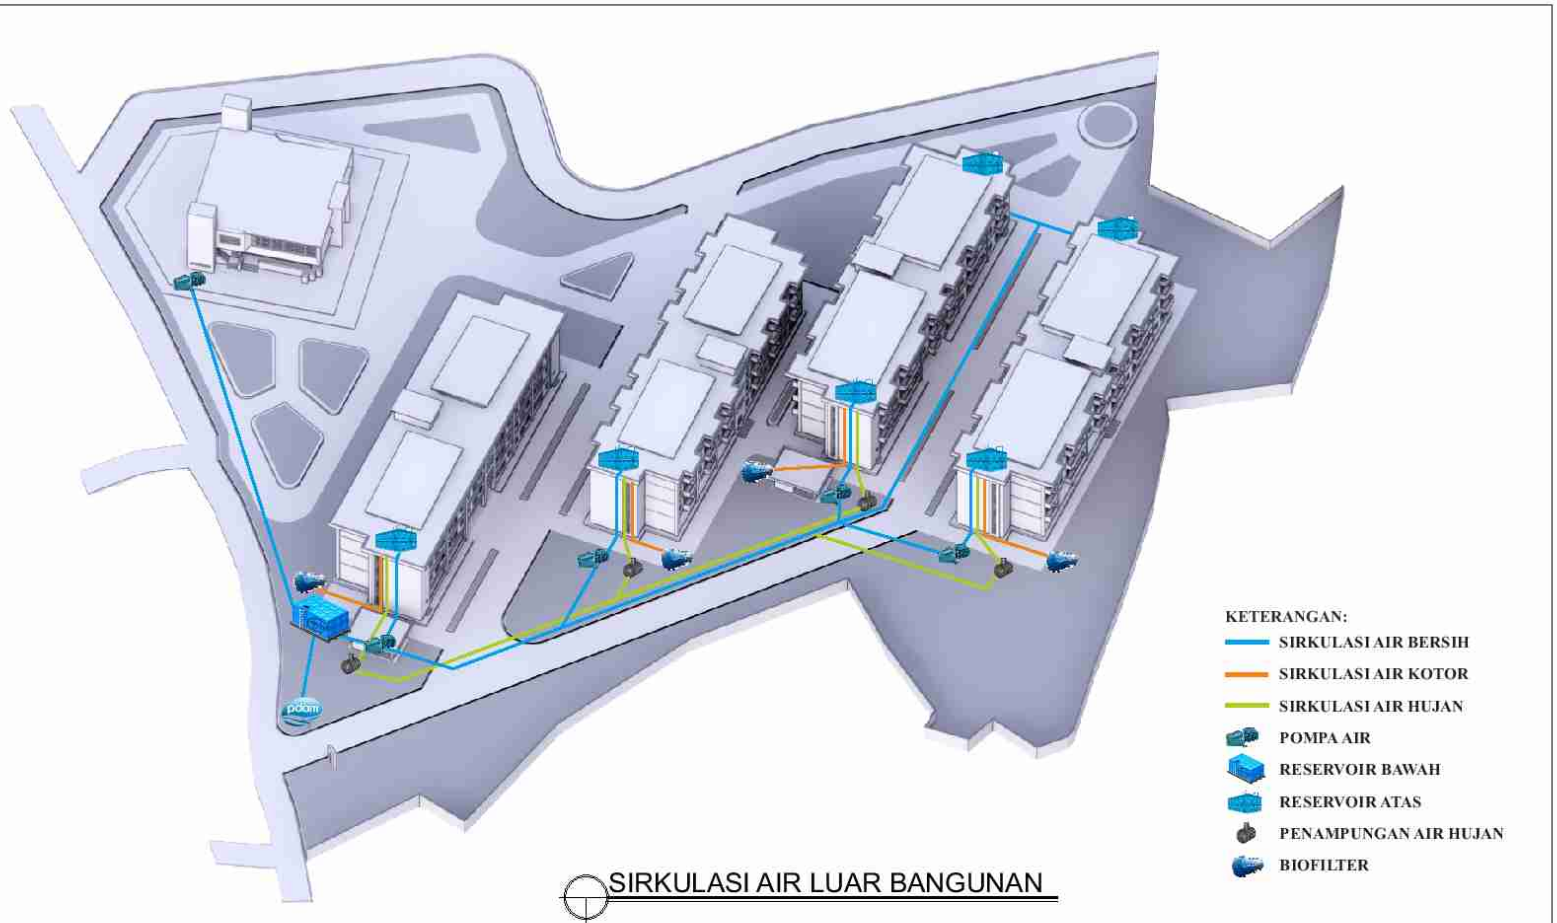 pdam
KETERANGAN:
SIRKULASI AIR BERSIH
SIRKULASI AIR KOTOR
SIRKULASI AIR HUJAN
POMPA AIR
RESERVOIR BAWAH
RESERVOIR ATAS
PENAMPUNGAN AIR HUJAN
BIOFILTER
SIRKULASI AIR LUAR BANGUNAN